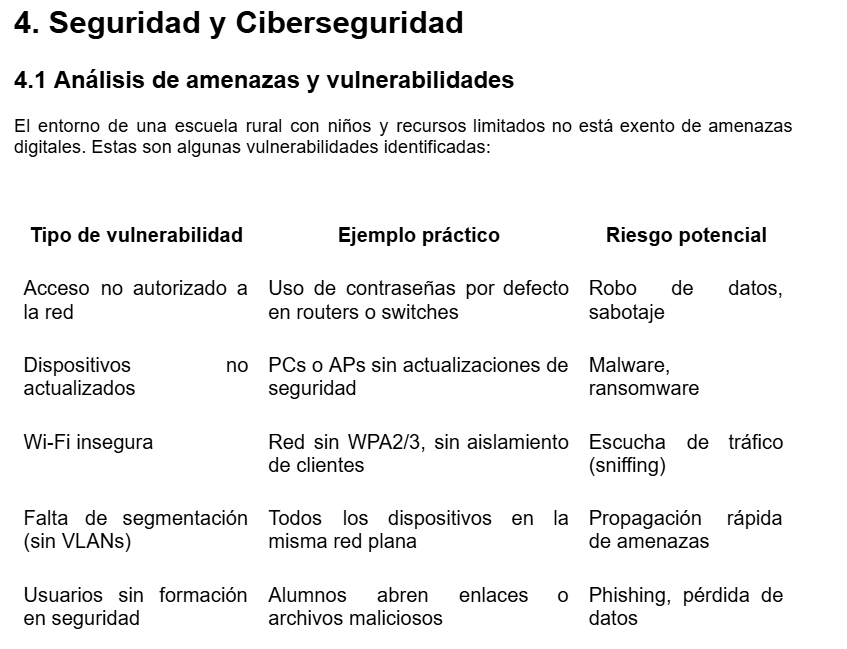 4. Seguridad y Ciberseguridad
4.1 Análisis de amenazas y vulnerabilidades
El entorno de una escuela rural con niños y recursos limitados no está exento de amenazas
digitales. Estas son algunas vulnerabilidades identificadas:
Tipo de vulnerabilidad Ejemplo práctico Riesgo potencial
Acceso no autorizado a Uso de contraseñas por defecto Robo de datos,
la red en routers o switches sabotaje
Dispositivos no PCs o APs sin actualizaciones de Malware,
actualizados seguridad ransomware
Wi-Fi insegura Red sin WPA2/3, sin aislamiento Escucha de tráfico
de clientes (sniffing)
Falta de segmentación Todos los dispositivos en la Propagación rápida
(sin VLANs) misma red plana de amenazas
Usuarios sin formación Alumnos abren enlaces o Phishing, pérdida de
en seguridad archivos maliciosos datos